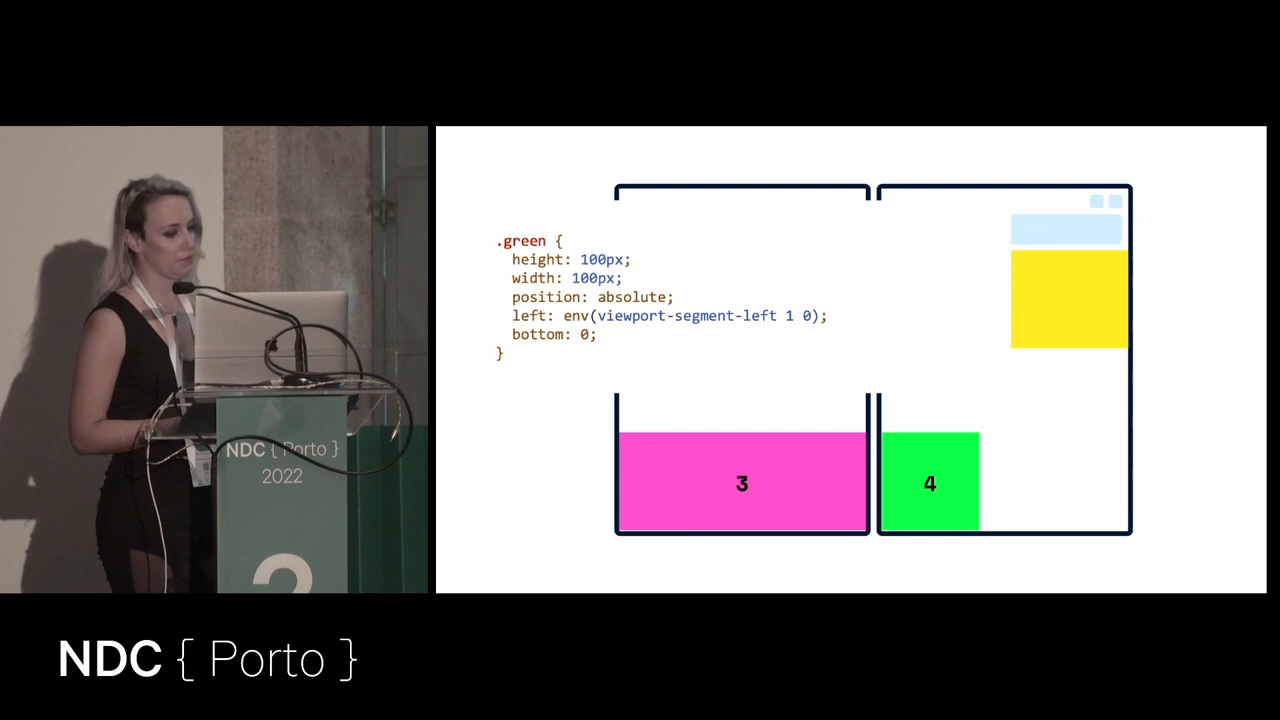 .green {
height: 100px;
width: 100px;
position: absolute;
left: env(viewport-segment-left 1 0);
bottom: 0;
}
3
4
NDC { Porto }
2022
2
NDC { Porto }